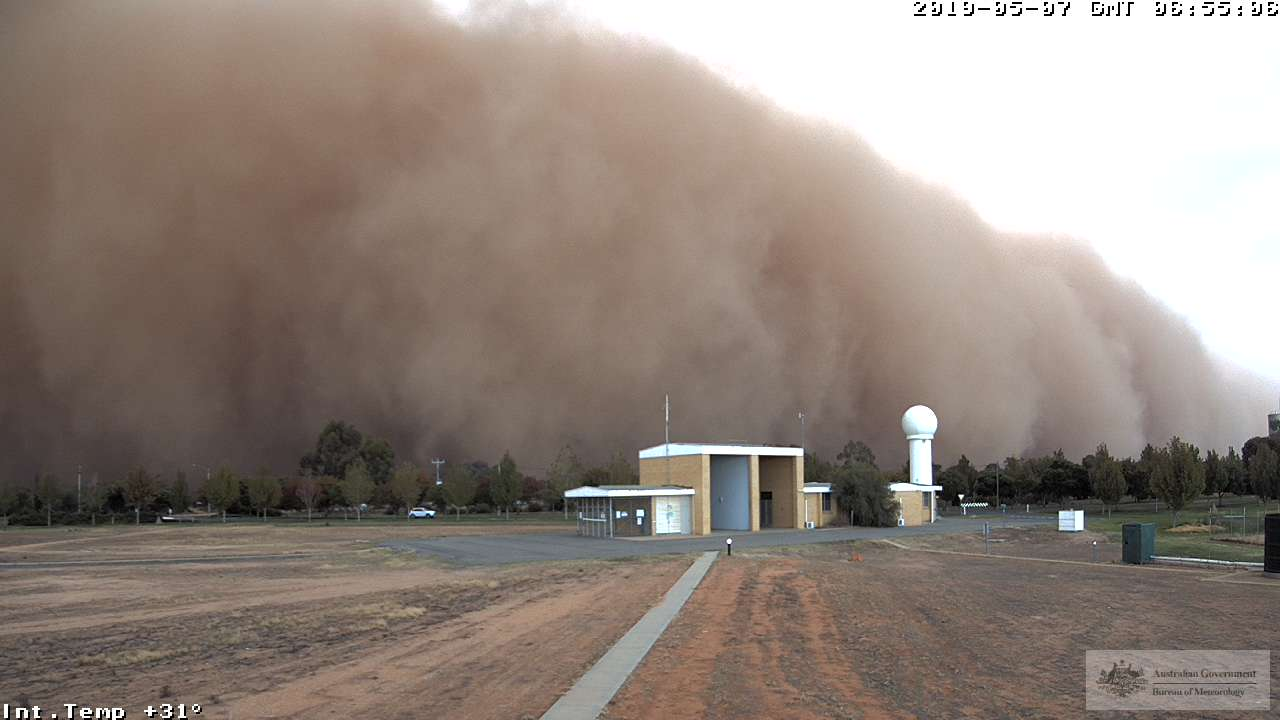 2019-05-07 GMT 06:55:06
Int.Temp +31°
Australian Government
Bureau of Meteorology